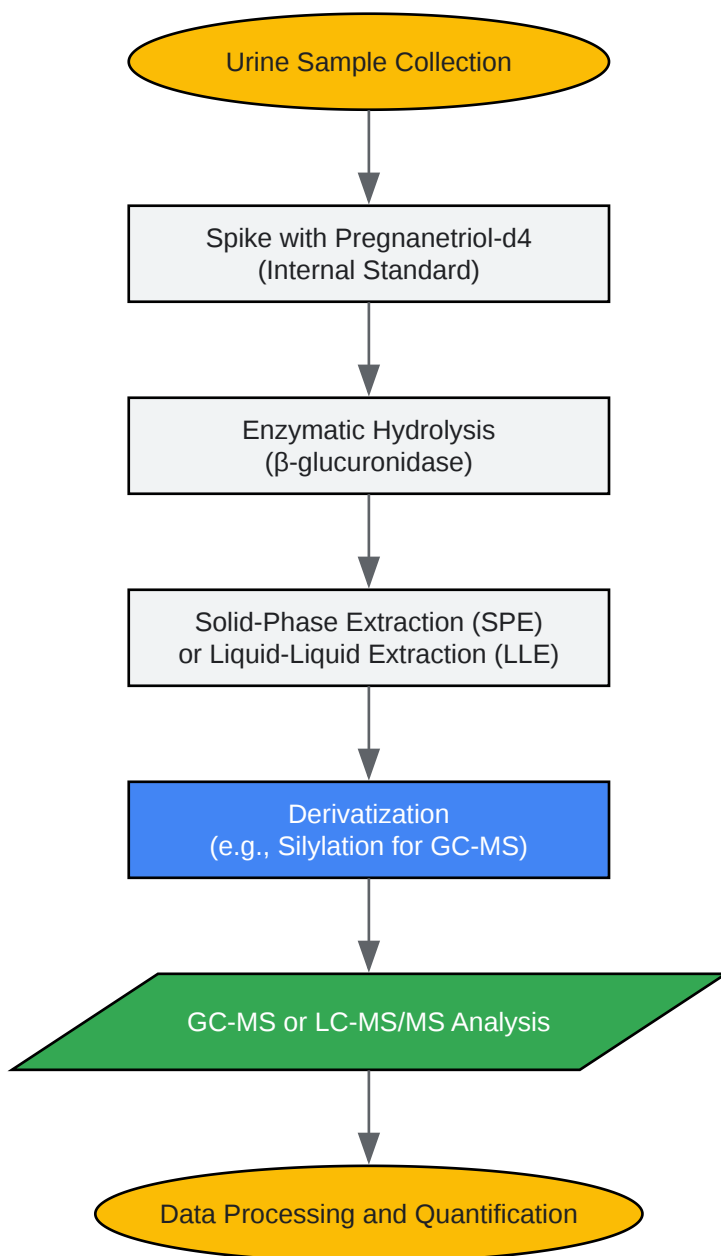 Urine Sample Collection
Spike with Pregnanetriol-d4
(Internal Standard)
Enzymatic Hydrolysis
(β-glucuronidase)
Solid-Phase Extraction (SPE)
or Liquid-Liquid Extraction (LLE)
Derivatization
(e.g., Silylation for GC-MS)
GC-MS or LC-MS/MS Analysis
Data Processing and Quantification